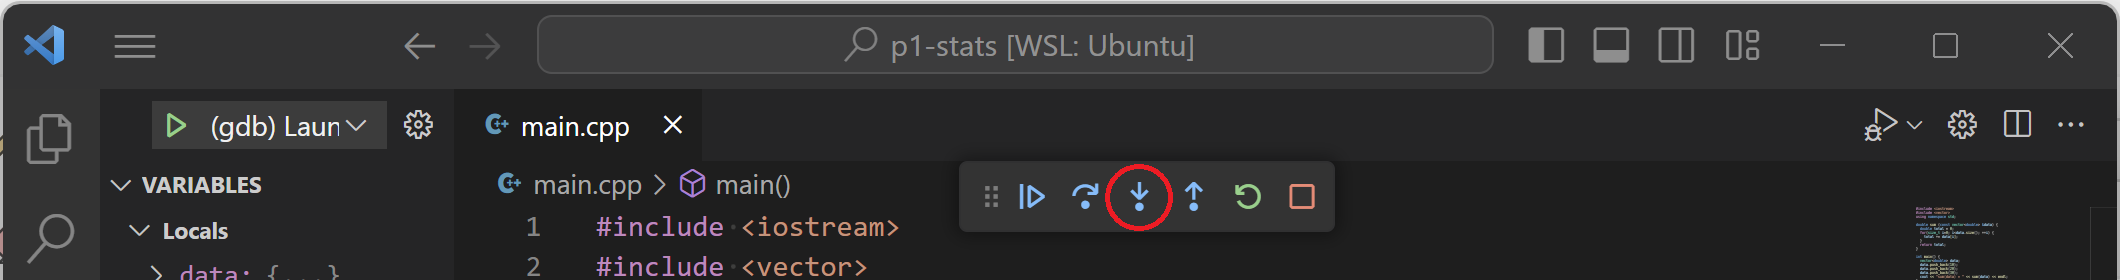 p1-stats [WSL: Ubuntu]
(gdb) Laun
main.cpp
VARIABLES
main.cpp > main()
Locals
1 #include <iostream>
data: {...}
2 #include <vector>